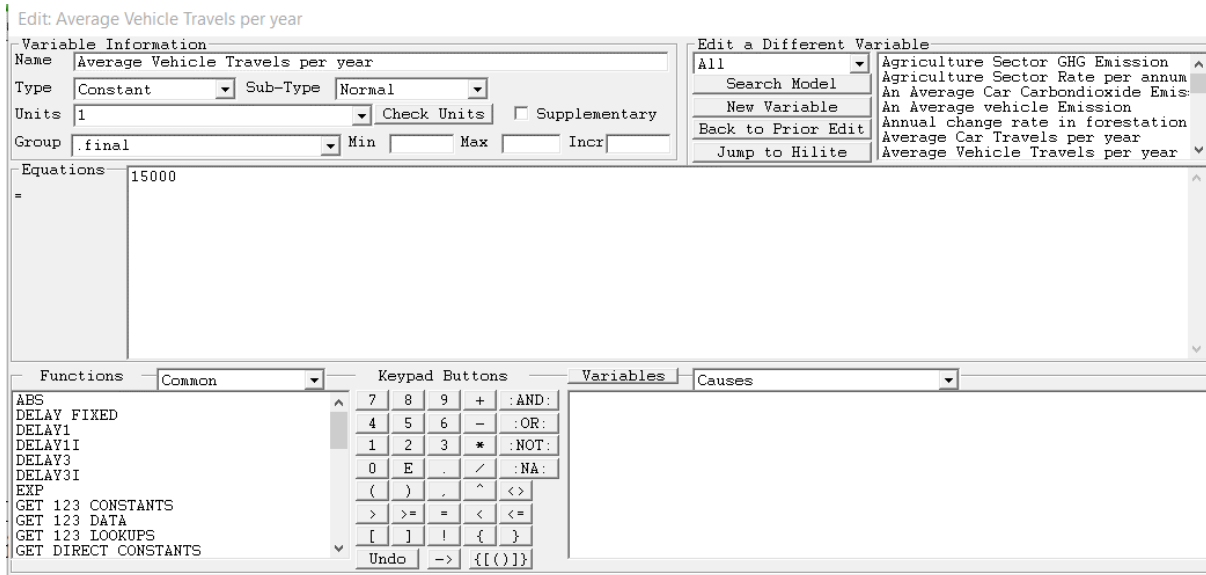 Edit: Average Vehicle Travels per year
Variable Information
Name Average Vehicle Travels per year
Type Constant Sub-Type Normal
Units 1 Check Units Supplementary
Group .final Min Max Incr
Edit a Different Variable
All
Search Model
New Variable
Back to Prior Edit
Jump to Hilite
Agriculture Sector GHG Emission
Agriculture Sector Rate per annum
An Average Car Carbondioxide Emis
An Average vehicle Emission
Annual change rate in forestation
Average Car Travels per year
Average Vehicle Travels per year
Equations
=
15000
Functions Common
ABS
DELAY FIXED
DELAY1
DELAY1I
DELAY3
DELAY3I
EXP
GET 123 CONSTANTS
GET 123 DATA
GET 123 LOOKUPS
GET DIRECT CONSTANTS
Keypad Buttons
7 8 9 + :AND:
4 5 6 - :OR:
1 2 3 * :NOT:
0 E . / :NA:
( ) , ^ <>
> >= = < <=
[ ] ! { }
Undo -> {[()]}
Variables Causes